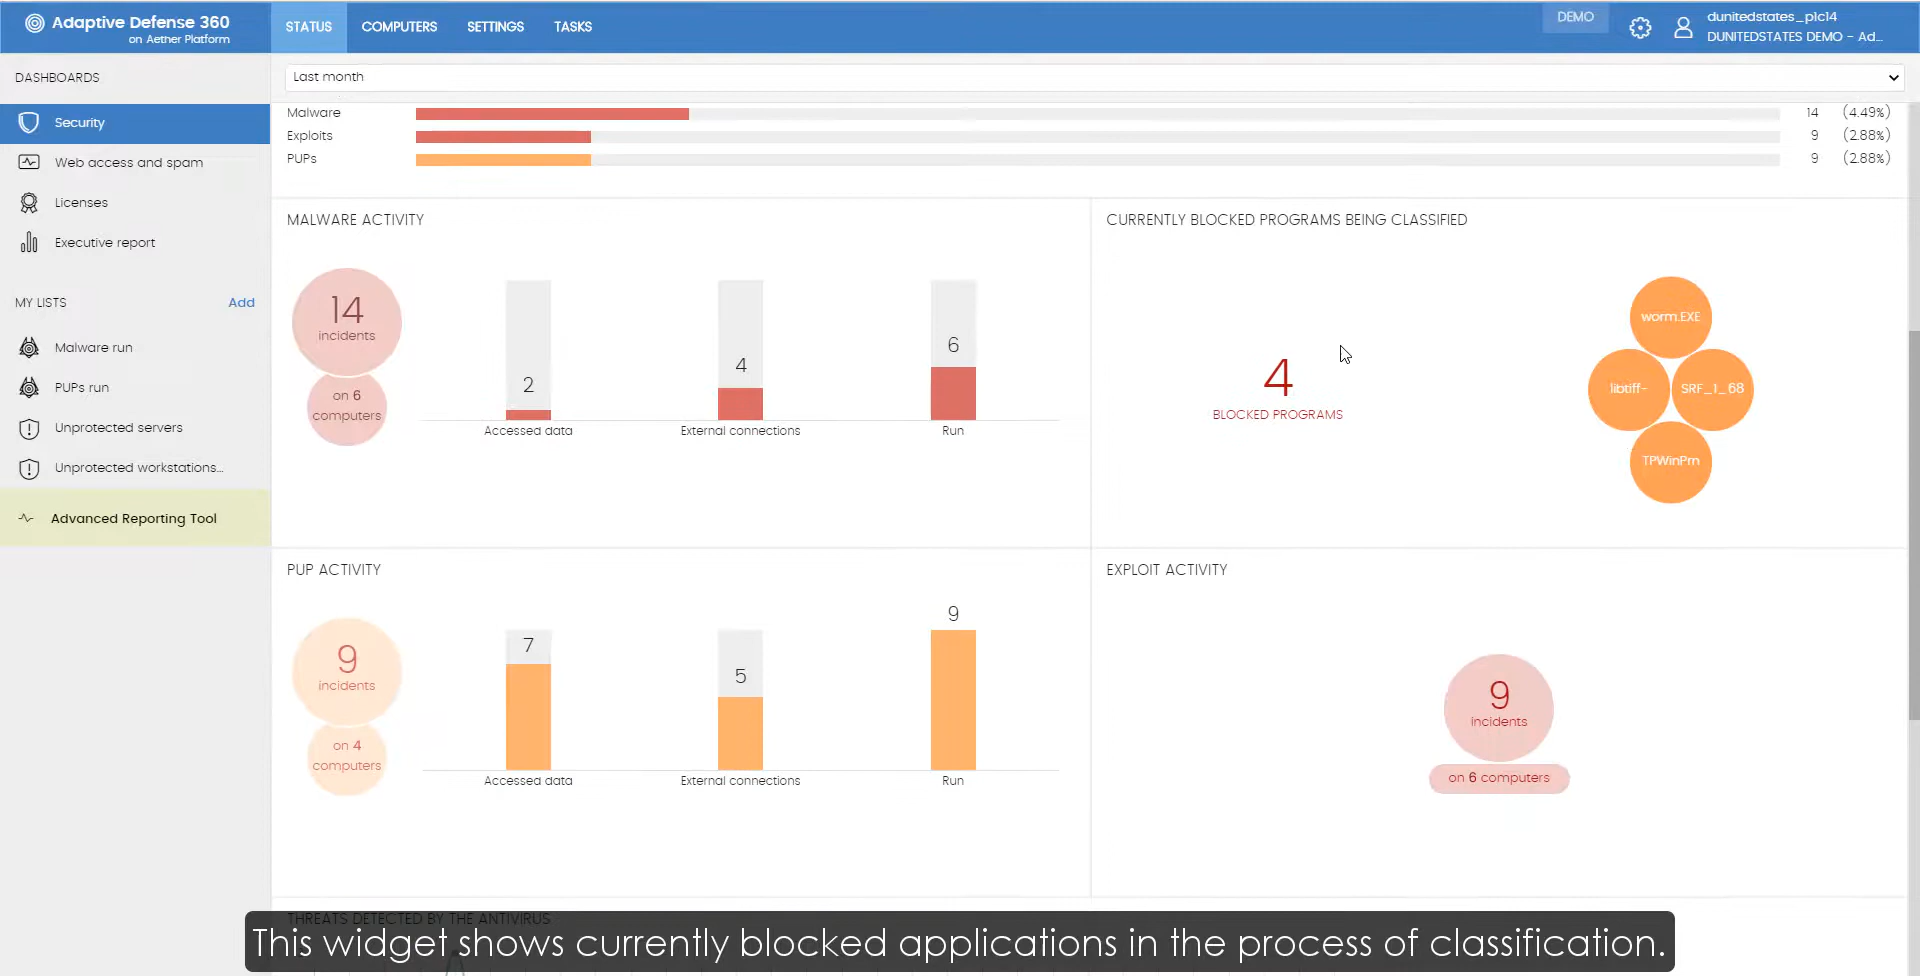 Adaptive Defense 360
on Aether Platform
STATUS
COMPUTERS
SETTINGS
TASKS
DEMO
dunitedstates_p1c14
DUNITEDSTATES DEMO - Ad...
DASHBOARDS
Security
Web access and spam
Licenses
Executive report
MY LISTS
Add
Malware run
PUPs run
Unprotected servers
Unprotected workstations...
Advanced Reporting Tool
Last month
Malware 14 (4.49%)
Exploits 9 (2.88%)
PUPs 9 (2.88%)
MALWARE ACTIVITY
14
incidents
on 6
computers
2
4
6
Accessed data
External connections
Run
CURRENTLY BLOCKED PROGRAMS BEING CLASSIFIED
4
BLOCKED PROGRAMS
worm.EXE
libtiff-
SRF_1_68
TPWinPrn
PUP ACTIVITY
9
incidents
on 4
computers
7
5
9
Accessed data
External connections
Run
EXPLOIT ACTIVITY
9
incidents
on 6 computers
THREATS DETECTED BY THE ANTIVIRUS
This widget shows currently blocked applications in the process of classification.